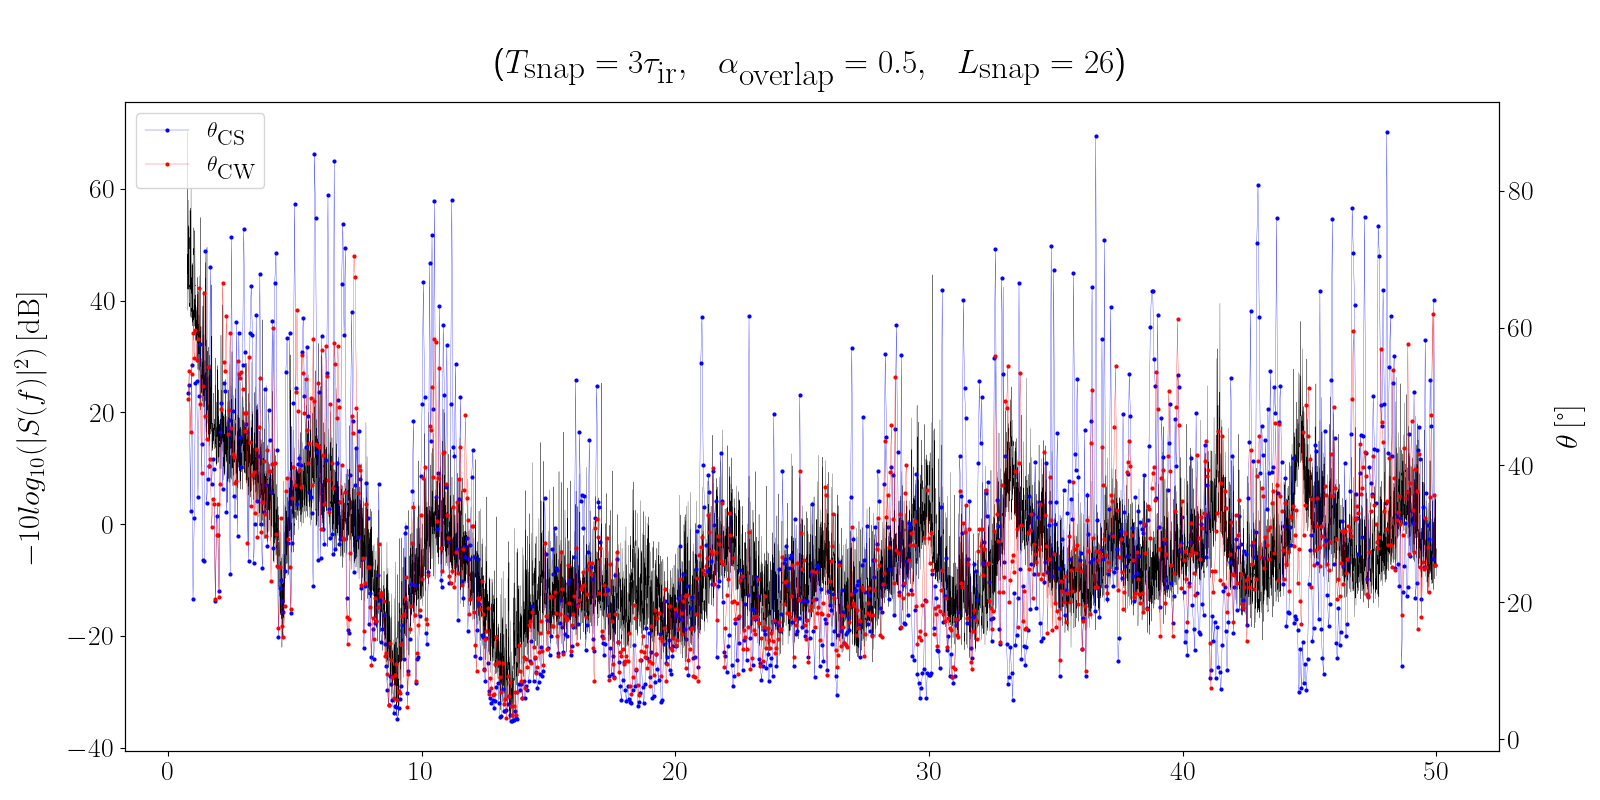 (T_snap = 3τ_ir,   α_overlap = 0.5,   L_snap = 26)
θ_CS
θ_CW
−10log₁₀(|S(f)|²) [dB]
60
40
20
0
−20
−40
θ [°]
80
60
40
20
0
0 10 20 30 40 50